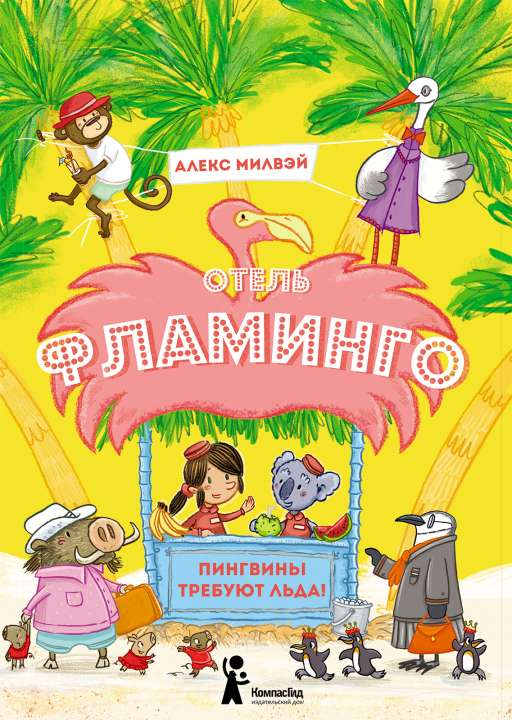 АЛЕКС МИЛВЭЙ
ОТЕЛЬ
ФЛАМИНГО
ПИНГВИНЫ
ТРЕБУЮТ ЛЬДА!
КомпасГид
издательский дом